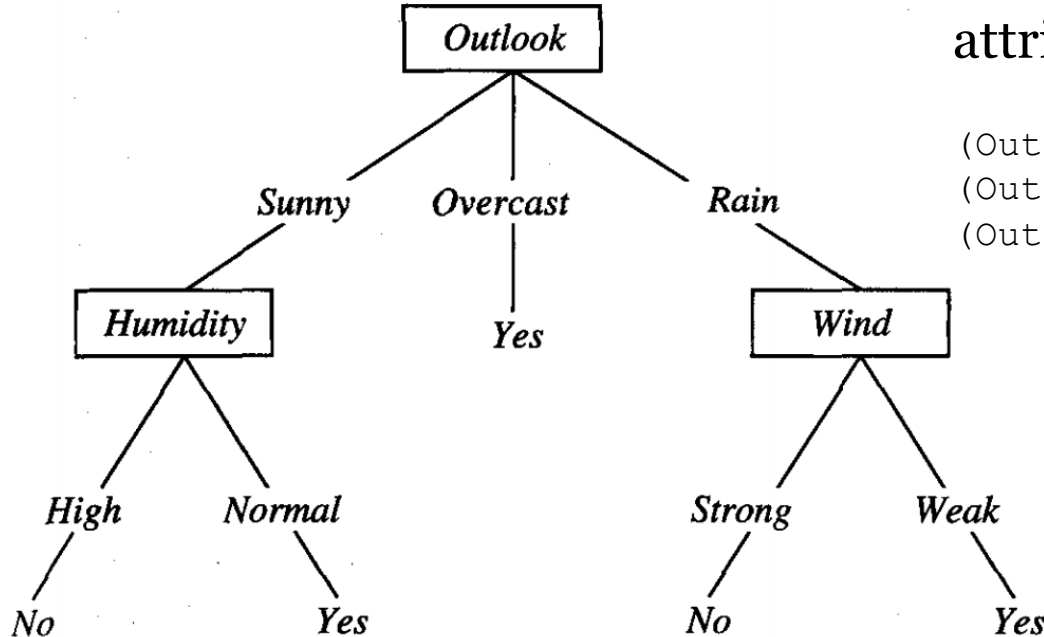 Outlook
attri
(Out
(Out
(Out
Sunny Overcast Rain
Humidity Yes Wind
High Normal Strong Weak
No Yes No Yes